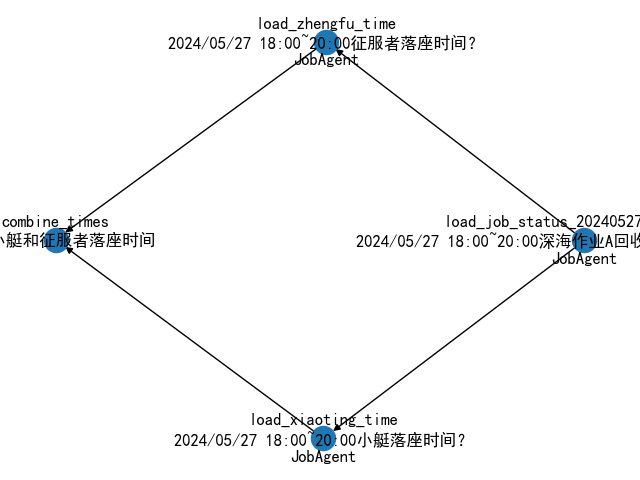 load_zhengfu_time
2024/05/27 18:00~20:00征服者落座时间?
JobAgent
combine_times
小艇和征服者落座时间
load_job_status_20240527
2024/05/27 18:00~20:00深海作业A回收
JobAgent
load_xiaoting_time
2024/05/27 18:00~20:00小艇落座时间?
JobAgent